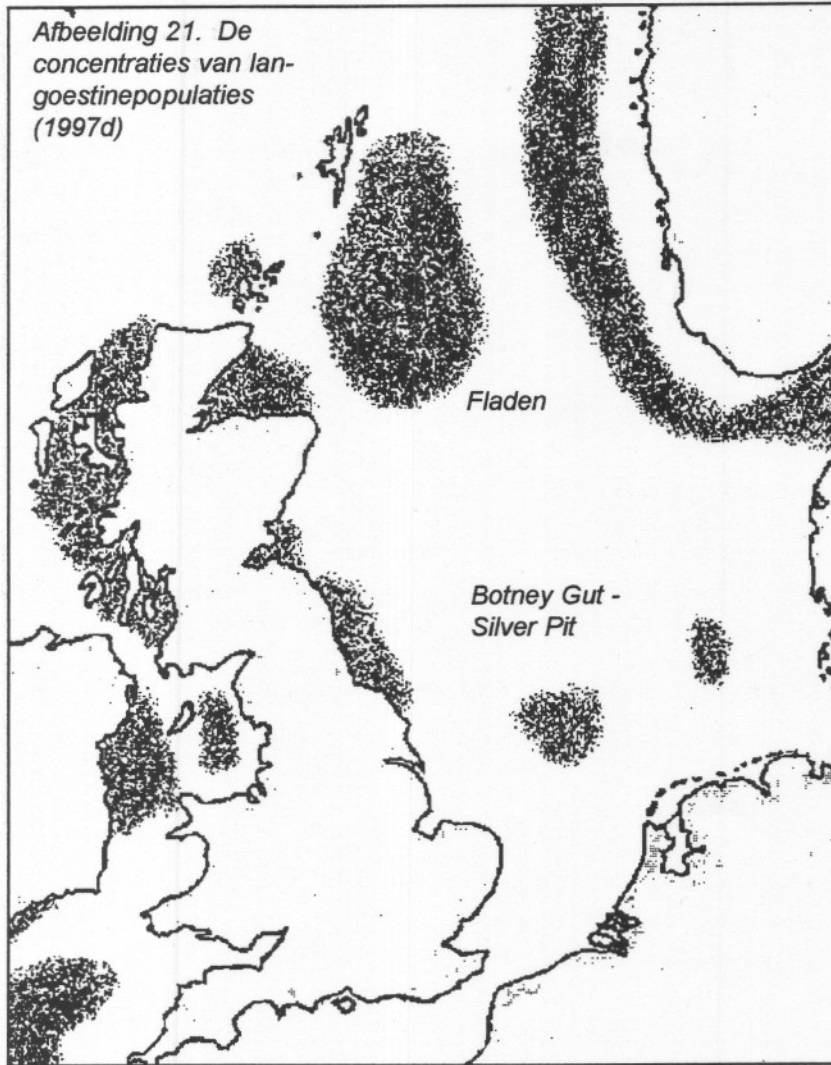 Afbeelding 21. De
concentraties van lan-
goestinepopulaties
(1997d)
Fladen
Botney Gut -
Silver Pit